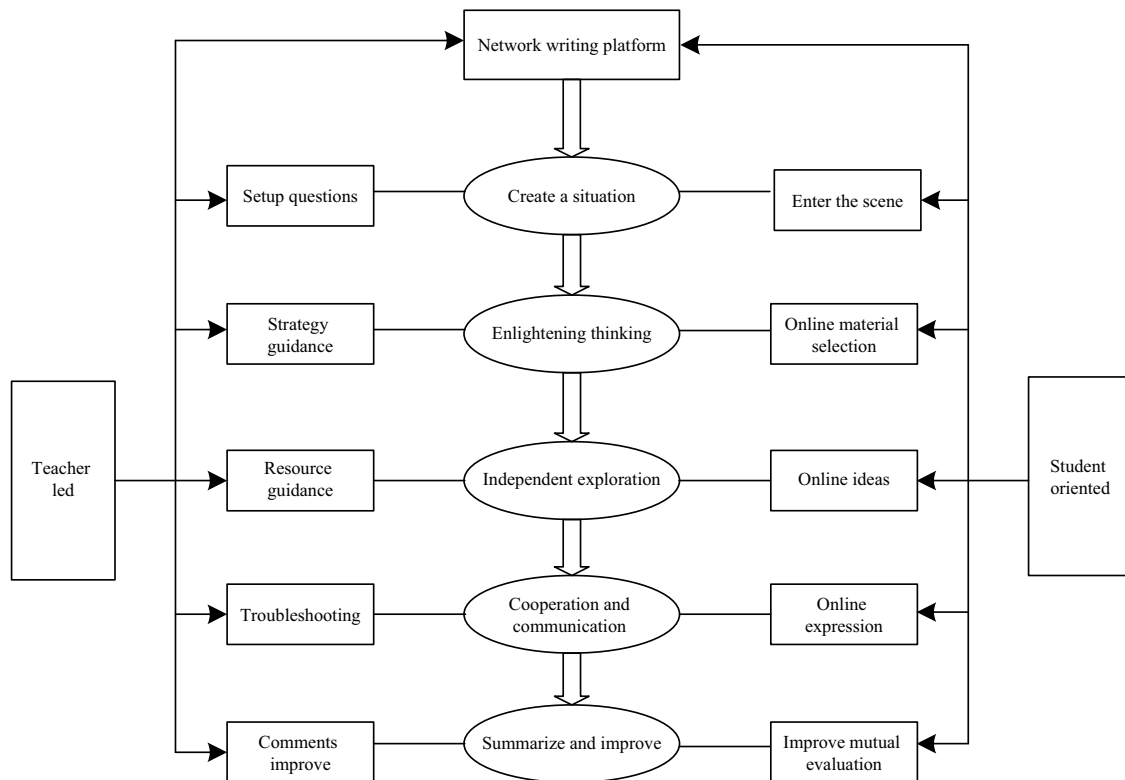 Network writing platform
Setup questions
Create a situation
Enter the scene
Strategy
guidance
Enlightening thinking
Online material
selection
Teacher
led
Resource
guidance
Independent exploration
Online ideas
Student
oriented
Troubleshooting
Cooperation and
communication
Online
expression
Comments
improve
Summarize and improve
Improve mutual
evaluation